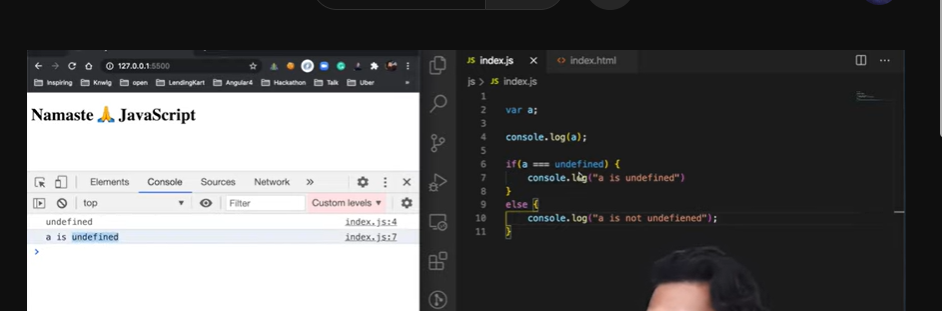 127.0.0.1:5500
Inspiring Knwlg open LendingKart Angular4 Hackathon Talk Uber »
Namaste 🙏 JavaScript
Elements Console Sources Network »
top Filter Custom levels ▼
undefined index.js:4
a is undefined index.js:7
>
JS index.js × <> index.html ...
js > JS index.js
1
2 var a;
3
4 console.log(a);
5
6 if(a === undefined) {
7 console.log("a is undefined")
8 }
9 else {
10 console.log("a is not undefiened");
11 }